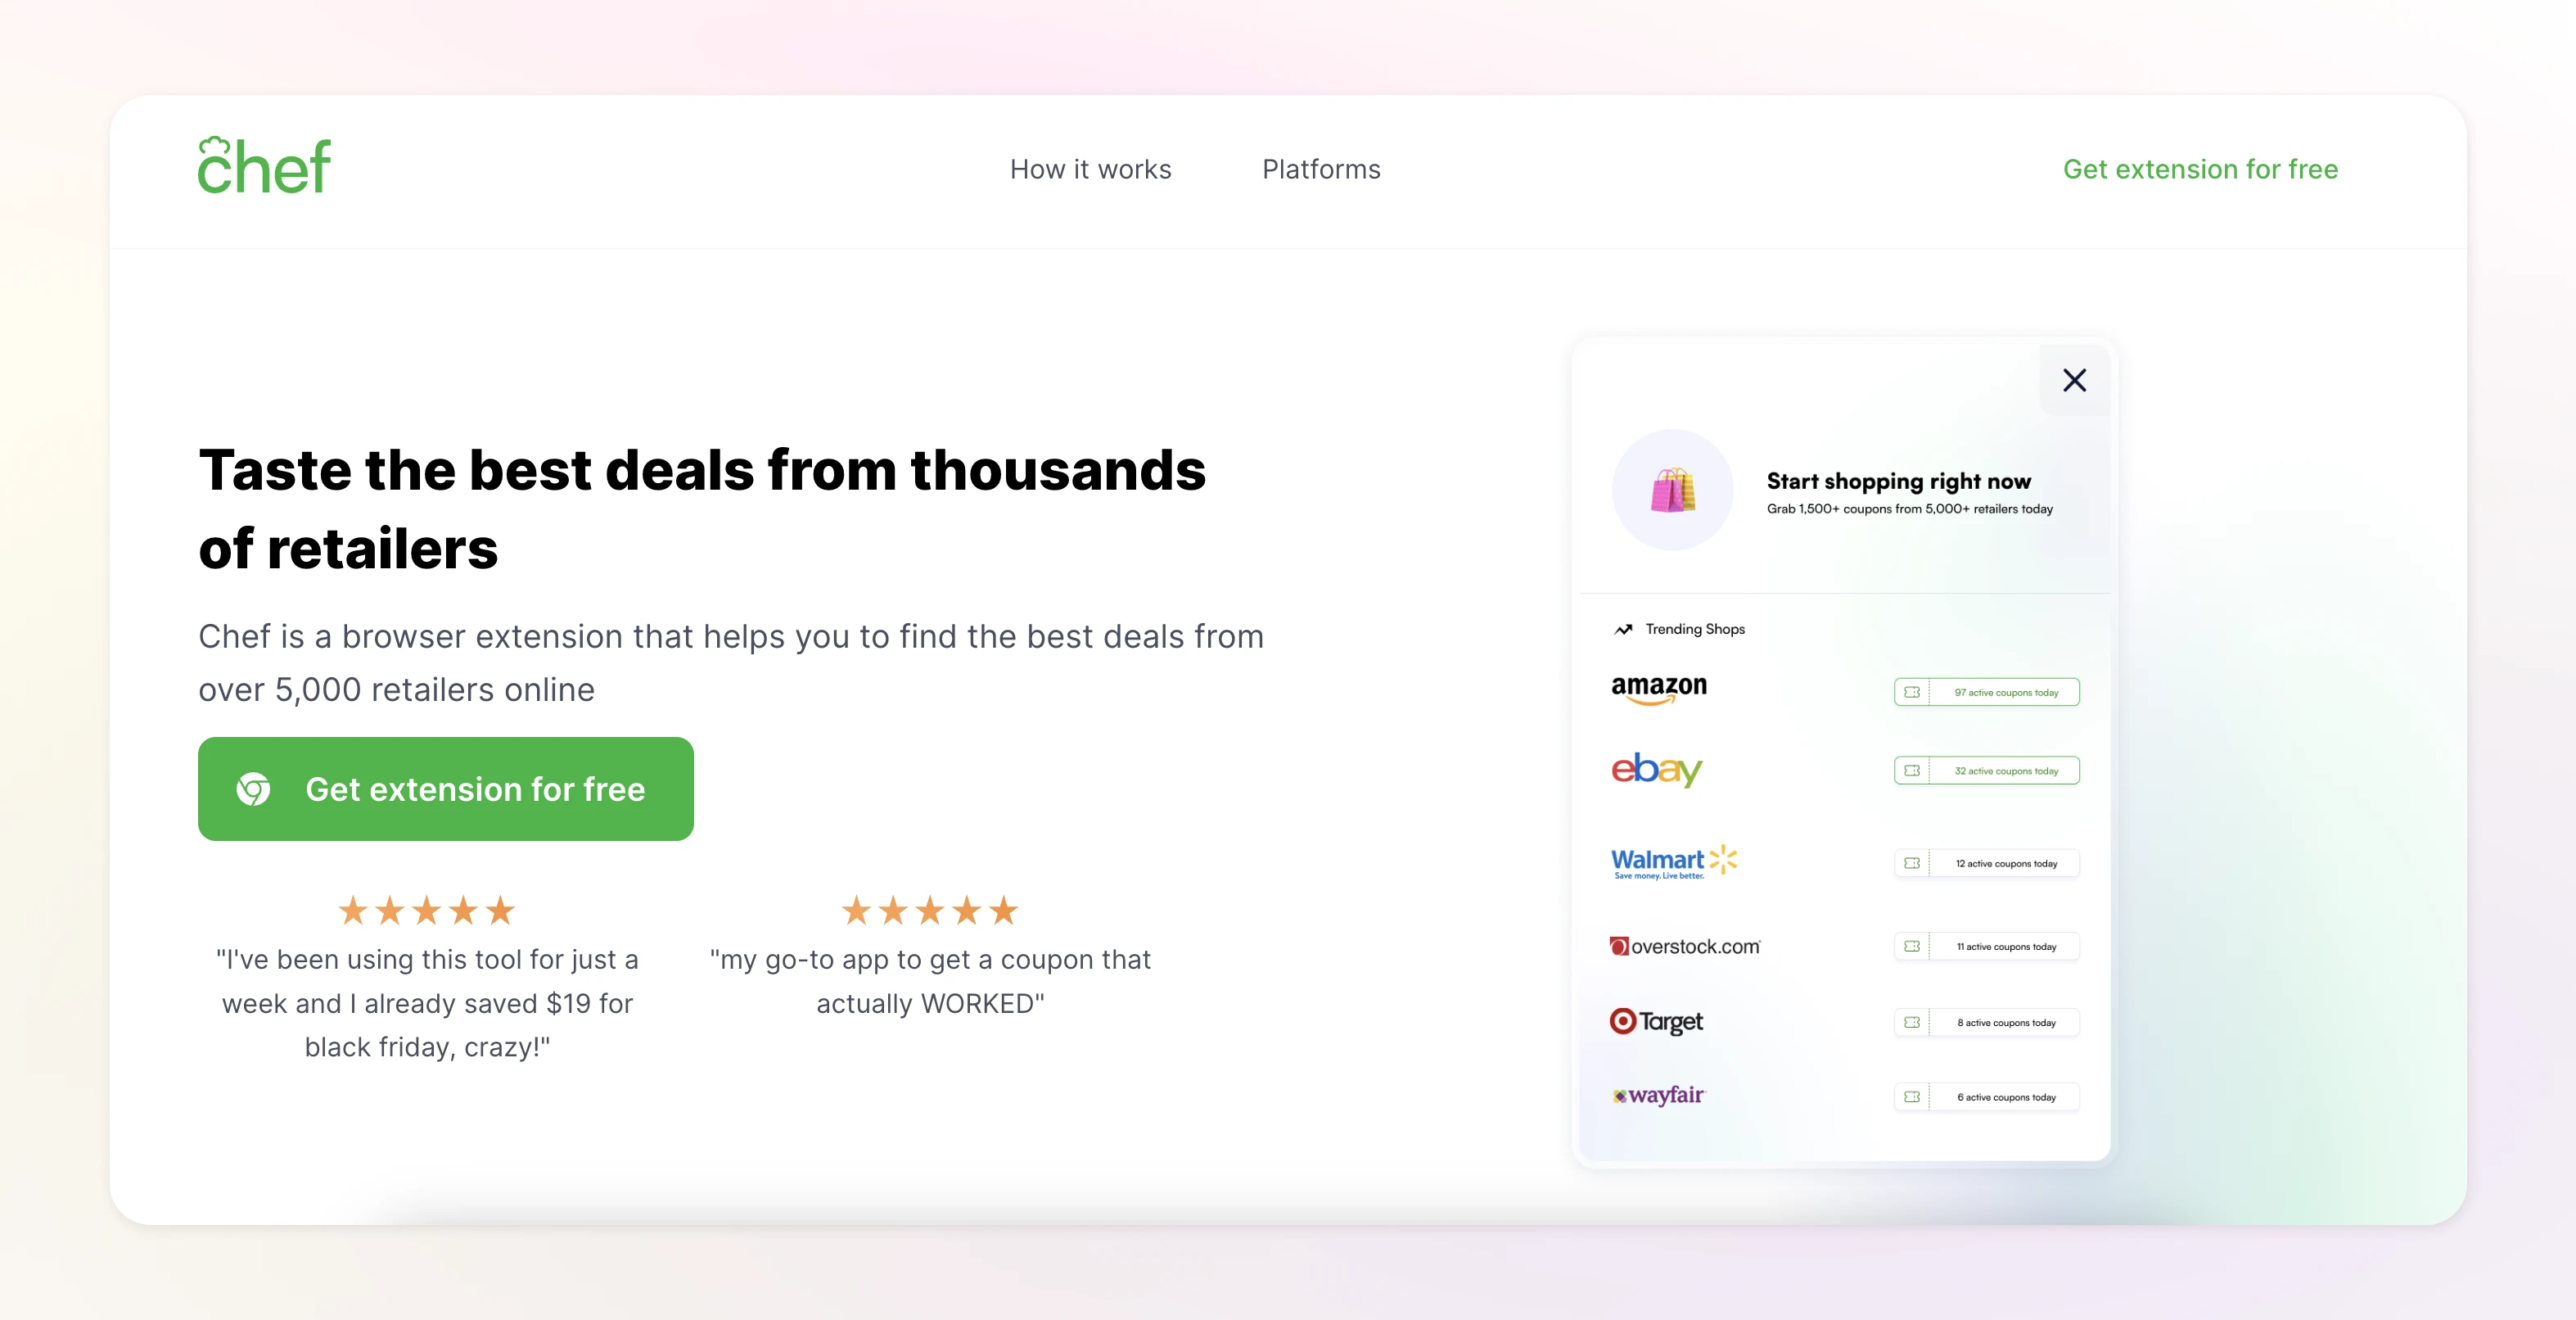 chef
How it works
Platforms
Get extension for free
Taste the best deals from thousands
of retailers
Chef is a browser extension that helps you to find the best deals from
over 5,000 retailers online
Get extension for free
"I've been using this tool for just a
week and I already saved $19 for
black friday, crazy!"
"my go-to app to get a coupon that
actually WORKED"
Start shopping right now
Grab 1,500+ coupons from 5,000+ retailers today
Trending Shops
amazon
97 active coupons today
ebay
32 active coupons today
Walmart
Save money. Live better.
12 active coupons today
overstock.com
11 active coupons today
Target
8 active coupons today
wayfair
6 active coupons today